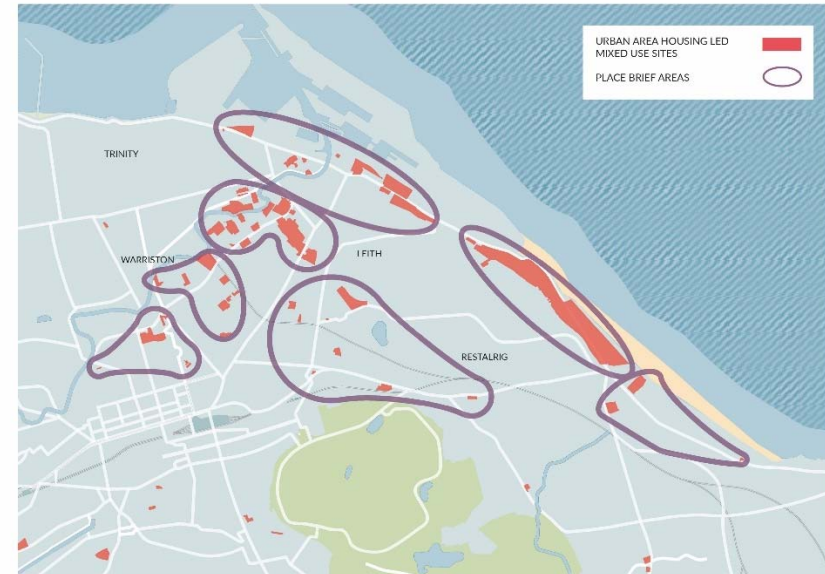 URBAN AREA HOUSING LED
MIXED USE SITES
PLACE BRIEF AREAS
TRINITY
WARRISTON
LEITH
RESTALRIG